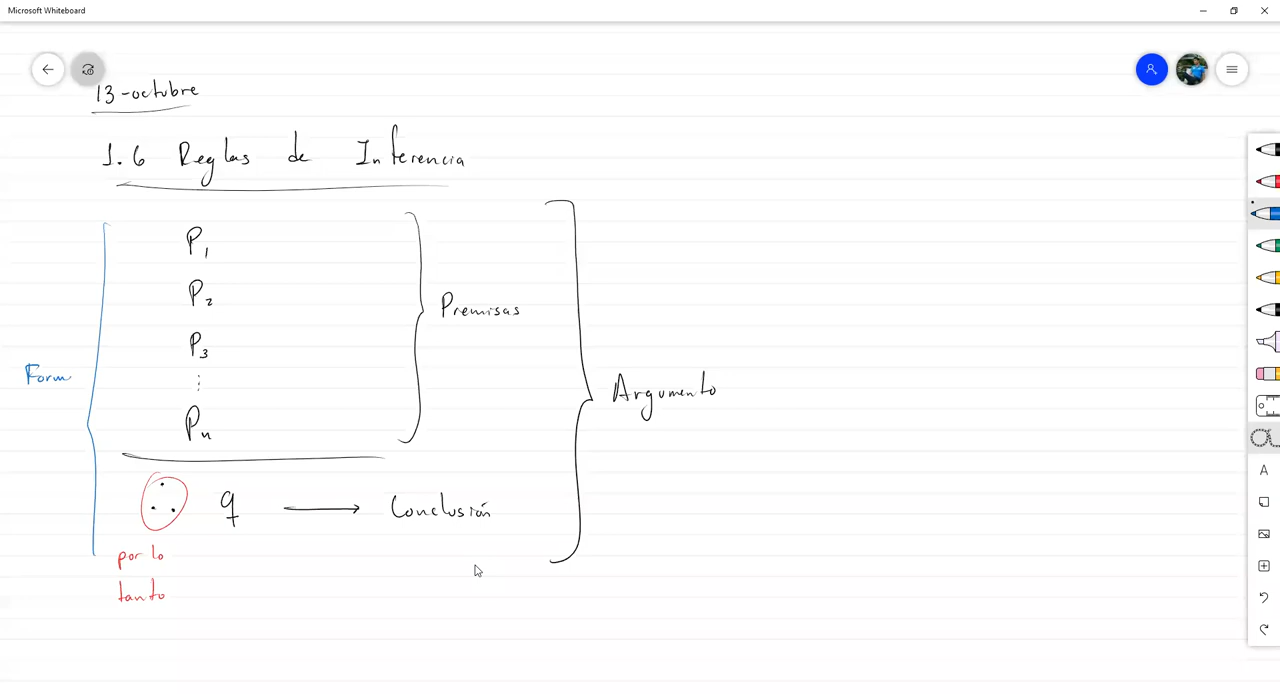 Microsoft Whiteboard
13-octubre
1.6 Reglas de Inferencia
P1
P2
Premisas
P3
⋮
Form
Argumento
Pn
∴ q ⟶ Conclusión
por lo
tanto
A